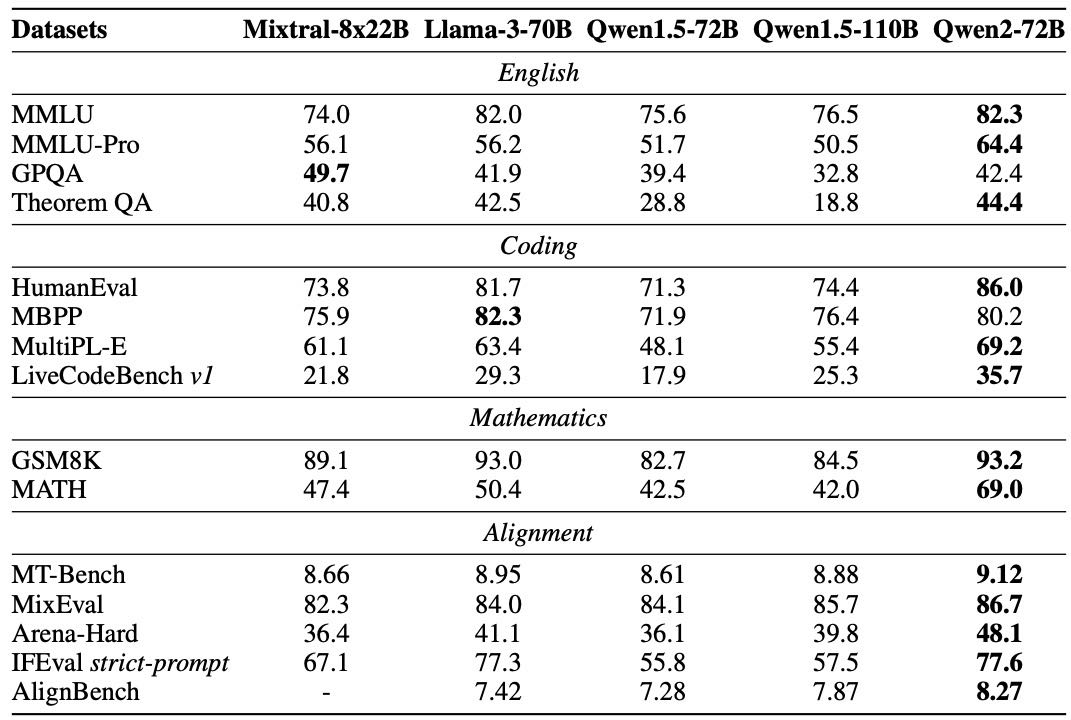 Datasets Mixtral-8x22B Llama-3-70B Qwen1.5-72B Qwen1.5-110B Qwen2-72B
English
MMLU 74.0 82.0 75.6 76.5 82.3
MMLU-Pro 56.1 56.2 51.7 50.5 64.4
GPQA 49.7 41.9 39.4 32.8 42.4
Theorem QA 40.8 42.5 28.8 18.8 44.4
Coding
HumanEval 73.8 81.7 71.3 74.4 86.0
MBPP 75.9 82.3 71.9 76.4 80.2
MultiPL-E 61.1 63.4 48.1 55.4 69.2
LiveCodeBench v1 21.8 29.3 17.9 25.3 35.7
Mathematics
GSM8K 89.1 93.0 82.7 84.5 93.2
MATH 47.4 50.4 42.5 42.0 69.0
Alignment
MT-Bench 8.66 8.95 8.61 8.88 9.12
MixEval 82.3 84.0 84.1 85.7 86.7
Arena-Hard 36.4 41.1 36.1 39.8 48.1
IFEval strict-prompt 67.1 77.3 55.8 57.5 77.6
AlignBench - 7.42 7.28 7.87 8.27